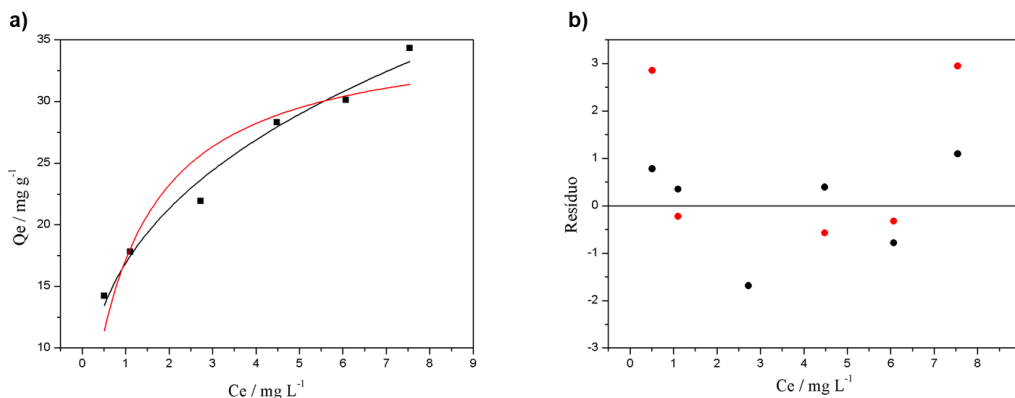 a)
35
30
25
20
15
10
Qe / mg g⁻¹
0 1 2 3 4 5 6 7 8 9
Ce / mg L⁻¹
b)
3
2
1
0
-1
-2
-3
Resíduo
0 1 2 3 4 5 6 7 8
Ce / mg L⁻¹